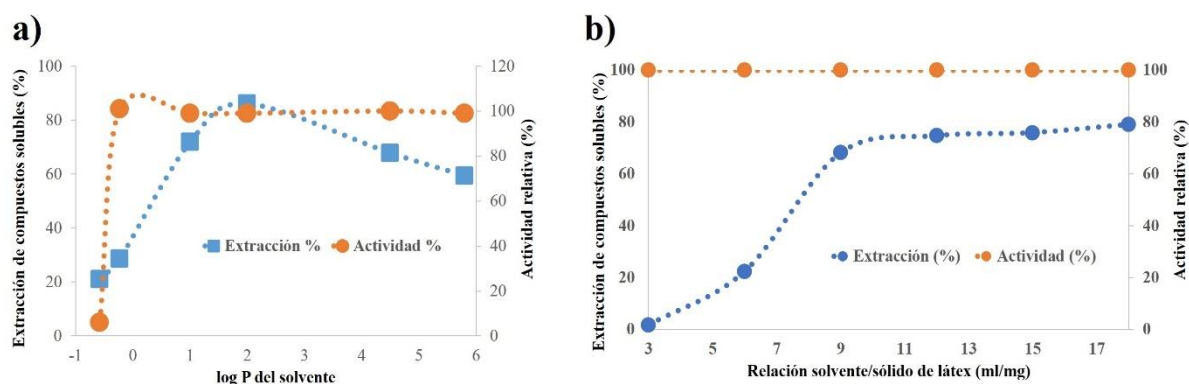 a)
Extracción de compuestos solubles (%)
100
80
60
40
20
0
120
100
80
60
40
20
0
Actividad relativa (%)
Extracción %
Actividad %
-1 0 1 2 3 4 5 6
log P del solvente
b)
Extracción de compuestos solubles (%)
100
80
60
40
20
0
100
80
60
40
20
0
Actividad relativa (%)
Extracción (%)
Actividad (%)
3 5 7 9 11 13 15 17
Relación solvente/sólido de látex (ml/mg)